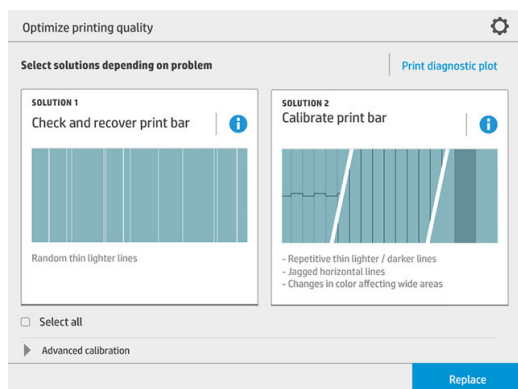 Optimize printing quality
Select solutions depending on problem
Print diagnostic plot
SOLUTION 1
Check and recover print bar
Random thin lighter lines
SOLUTION 2
Calibrate print bar
- Repetitive thin lighter / darker lines
- Jagged horizontal lines
- Changes in color affecting wide areas
Select all
Advanced calibration
Replace